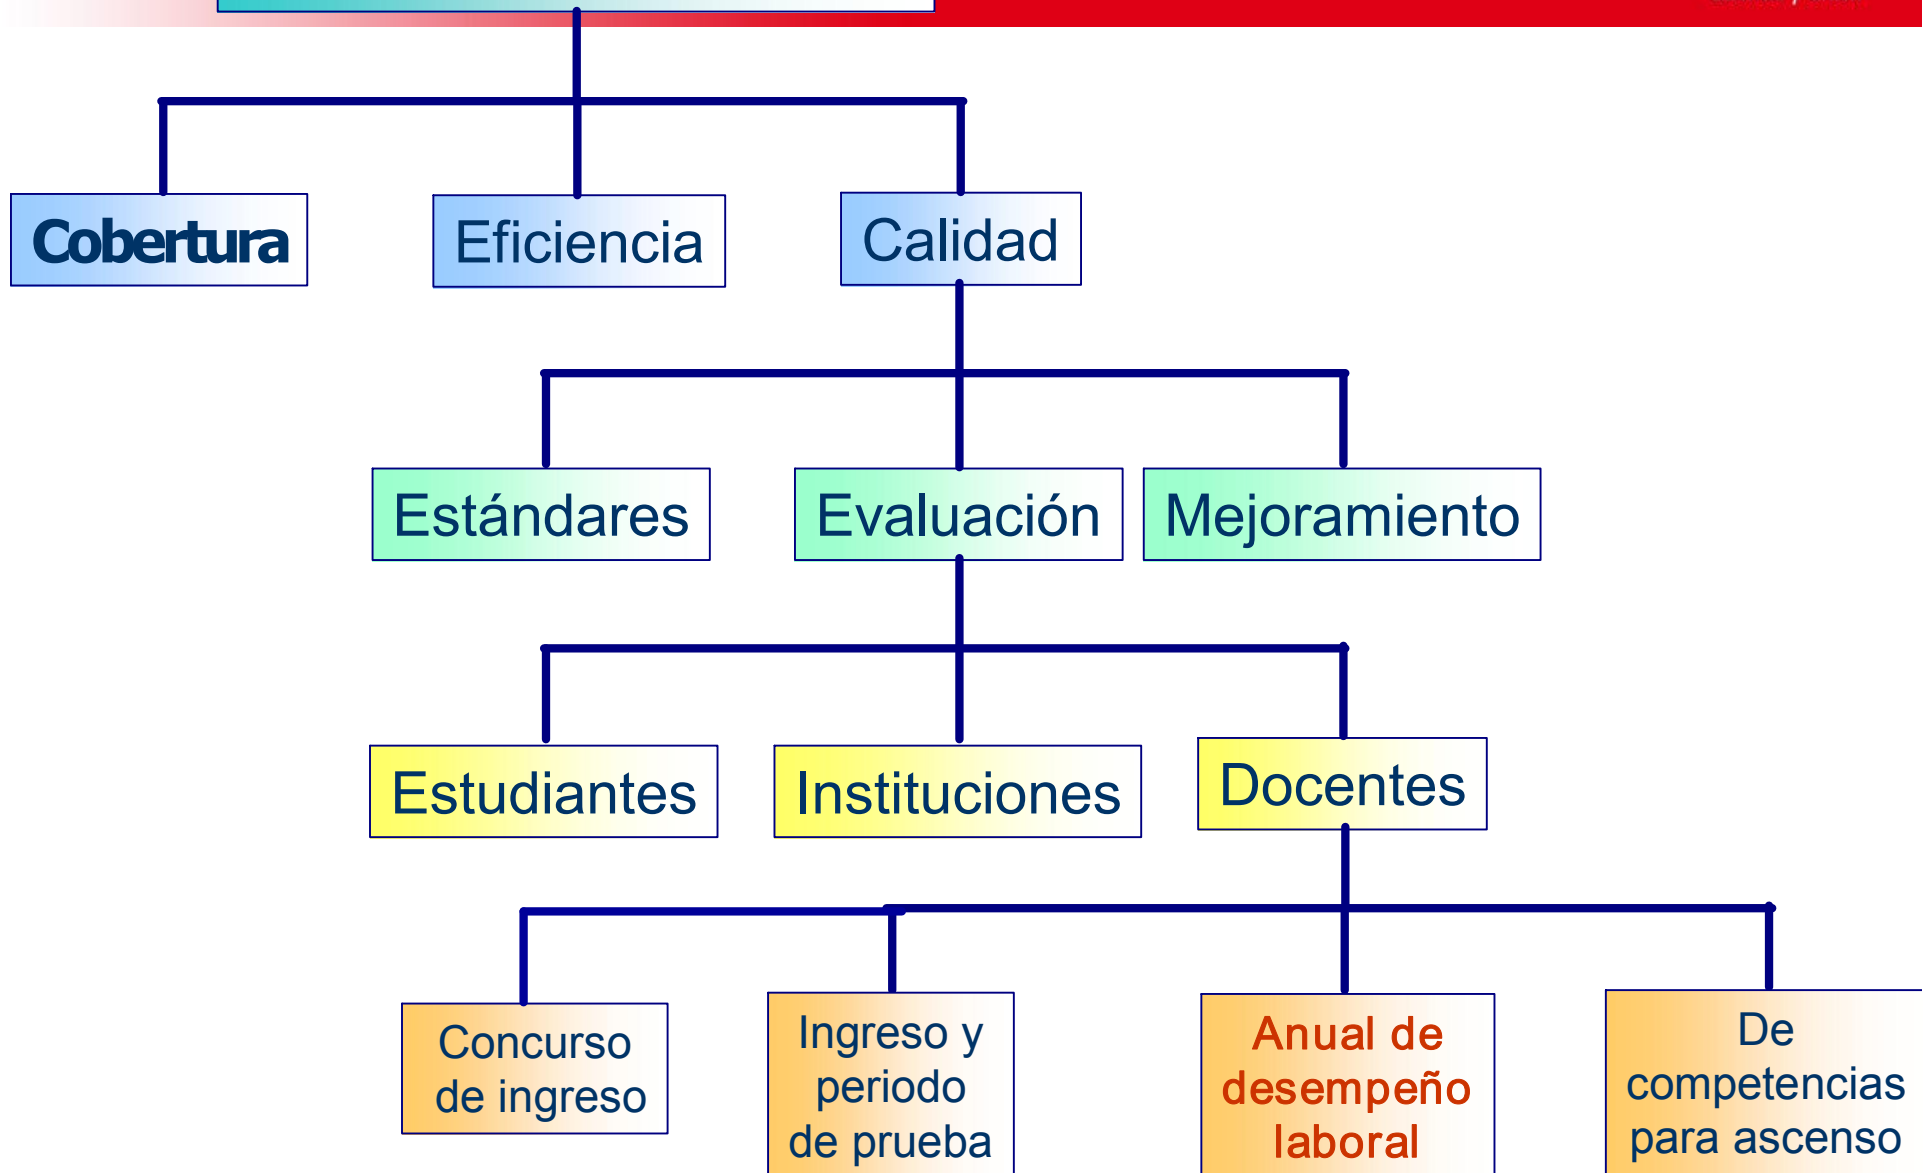 Cobertura
Eficiencia
Calidad
Estándares
Evaluación
Mejoramiento
Estudiantes
Instituciones
Docentes
Concurso
de ingreso
Ingreso y
periodo
de prueba
Anual de
desempeño
laboral
De
competencias
para ascenso